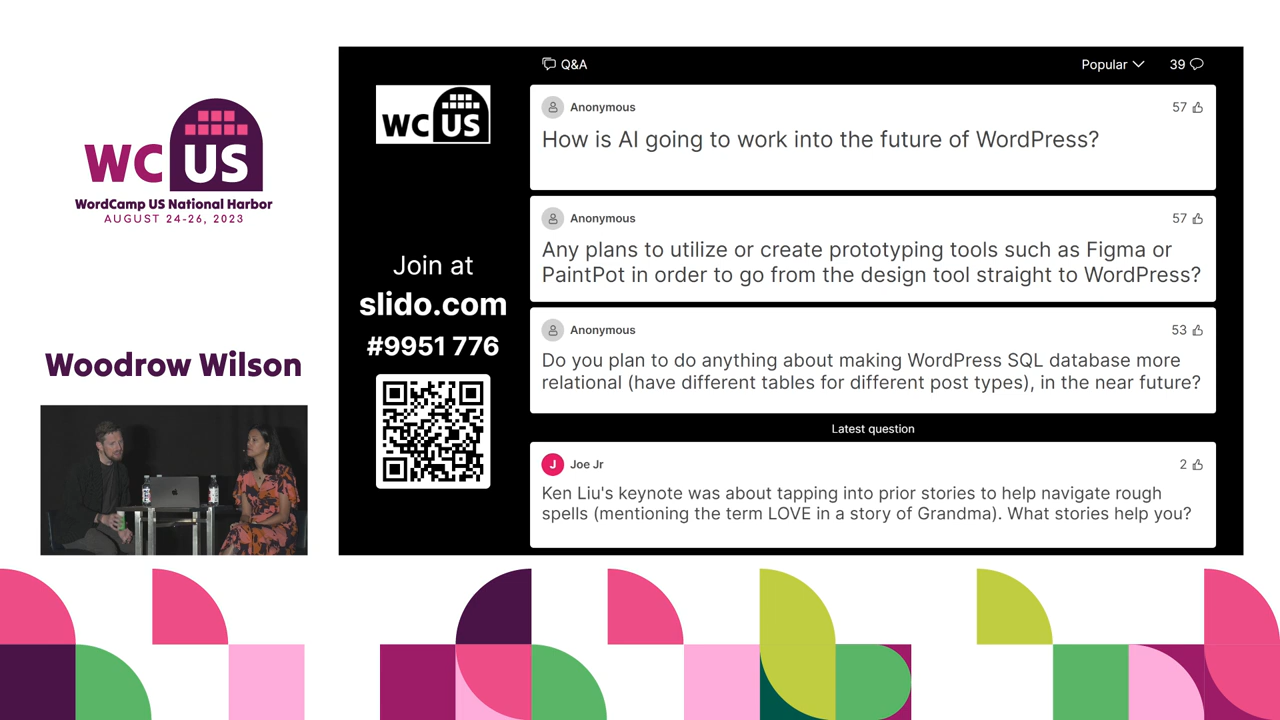 WC US
WordCamp US National Harbor
AUGUST 24-26, 2023
Woodrow Wilson
WC US
Join at
slido.com
#9951 776
Q&A
Popular
39
Anonymous
57
How is AI going to work into the future of WordPress?
Anonymous
57
Any plans to utilize or create prototyping tools such as Figma or
PaintPot in order to go from the design tool straight to WordPress?
Anonymous
53
Do you plan to do anything about making WordPress SQL database more
relational (have different tables for different post types), in the near future?
Latest question
J
Joe Jr
2
Ken Liu's keynote was about tapping into prior stories to help navigate rough
spells (mentioning the term LOVE in a story of Grandma). What stories help you?